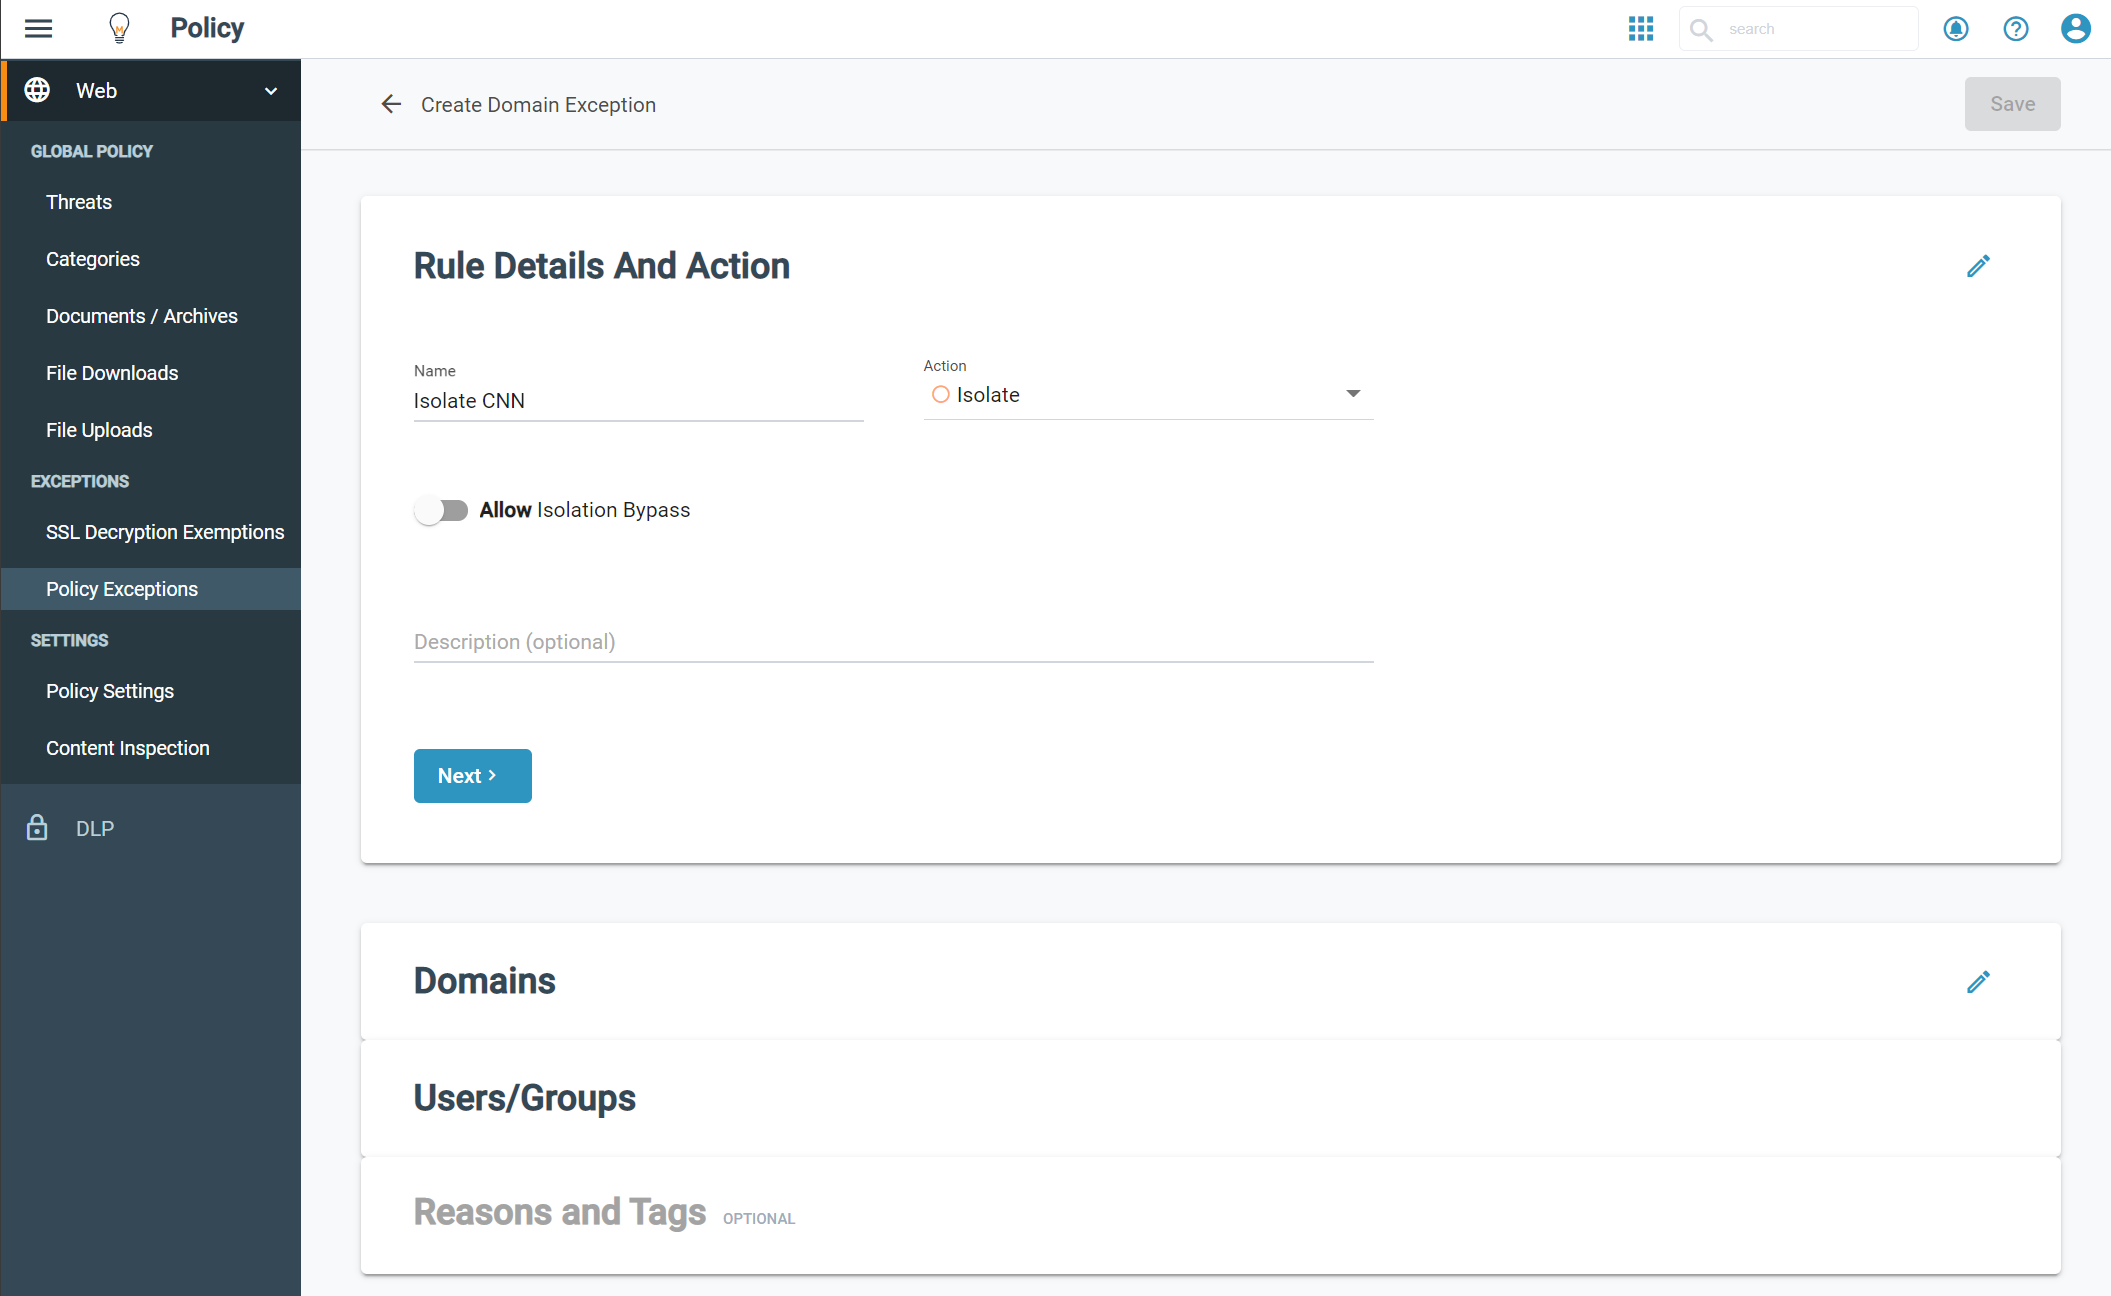 Policy
search
Web
GLOBAL POLICY
Threats
Categories
Documents / Archives
File Downloads
File Uploads
EXCEPTIONS
SSL Decryption Exemptions
Policy Exceptions
SETTINGS
Policy Settings
Content Inspection
DLP
Create Domain Exception
Save
Rule Details And Action
Name
Isolate CNN
Action
Isolate
Allow Isolation Bypass
Description (optional)
Next
Domains
Users/Groups
Reasons and Tags OPTIONAL